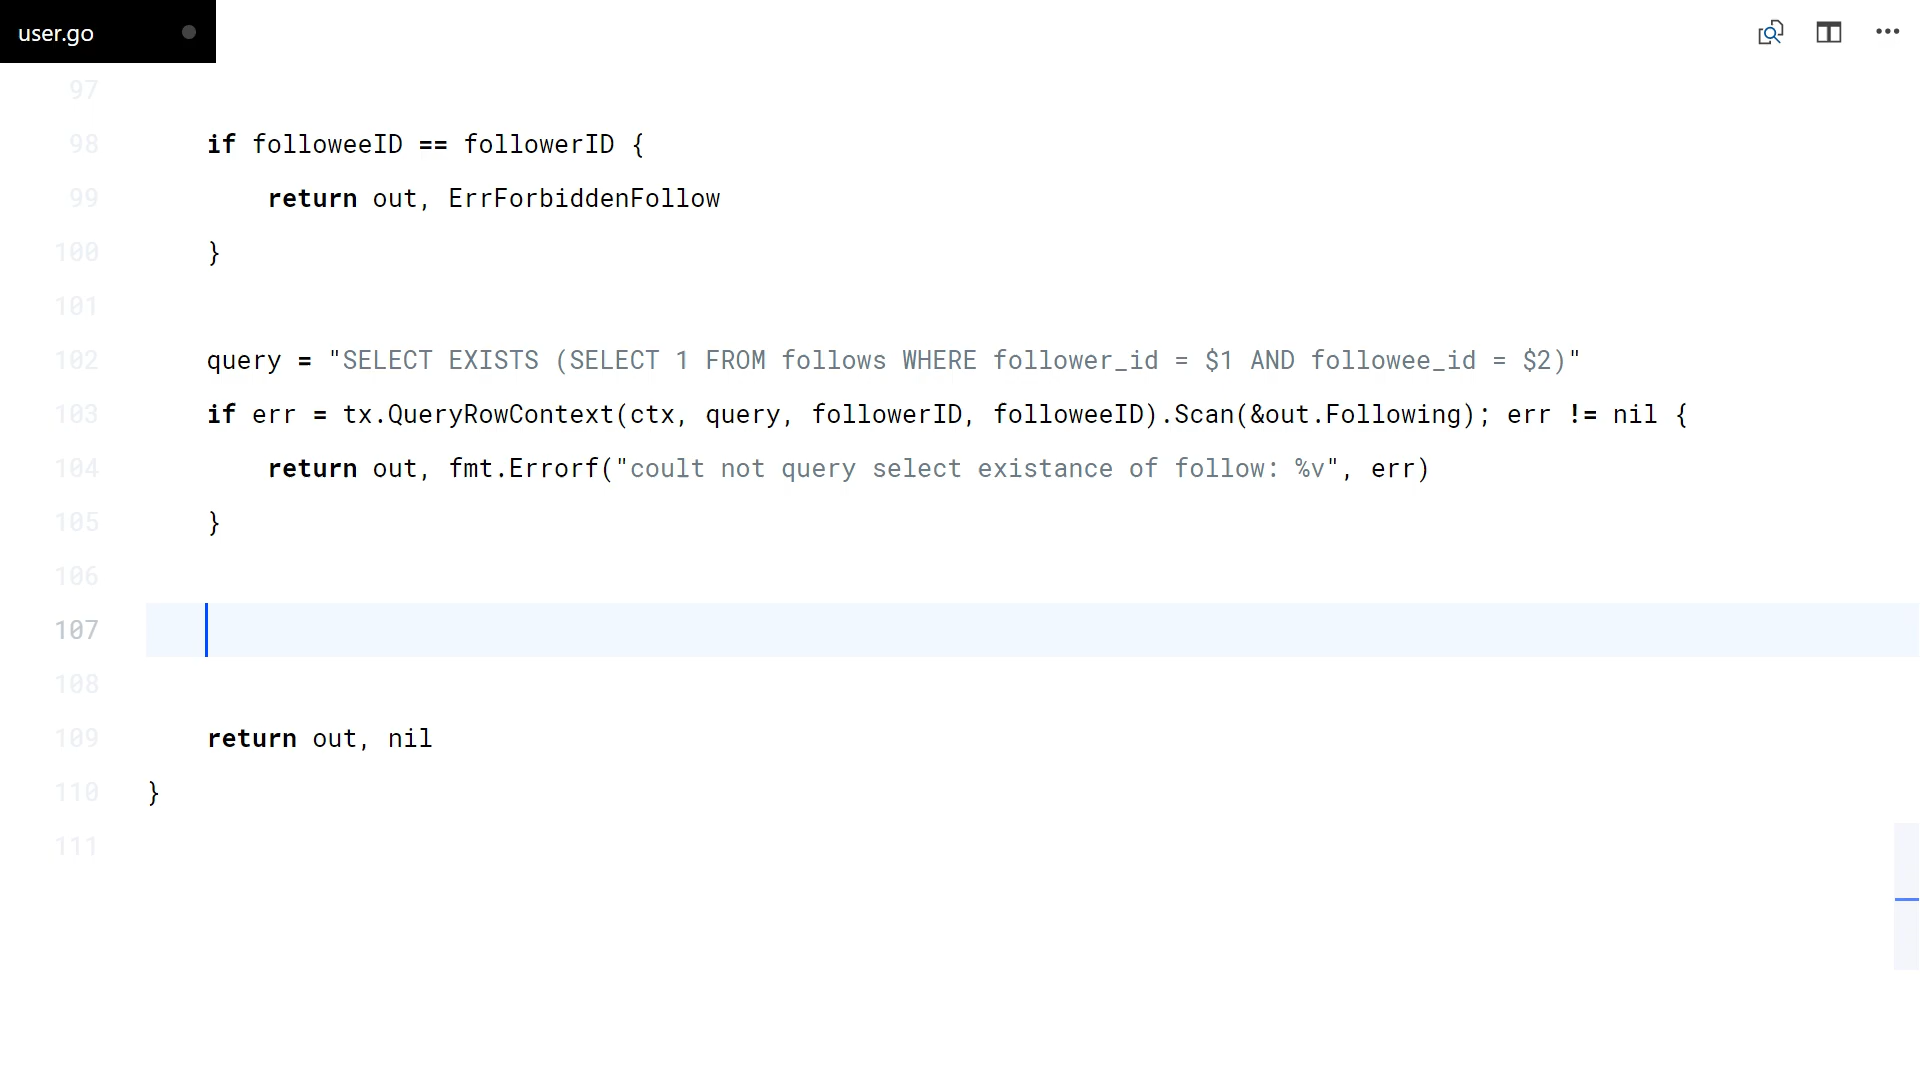 user.go
97
98 if followeeID == followerID {
99 return out, ErrForbiddenFollow
100 }
101
102 query = "SELECT EXISTS (SELECT 1 FROM follows WHERE follower_id = $1 AND followee_id = $2)"
103 if err = tx.QueryRowContext(ctx, query, followerID, followeeID).Scan(&out.Following); err != nil {
104 return out, fmt.Errorf("coult not query select existance of follow: %v", err)
105 }
106
107
108
109 return out, nil
110 }
111